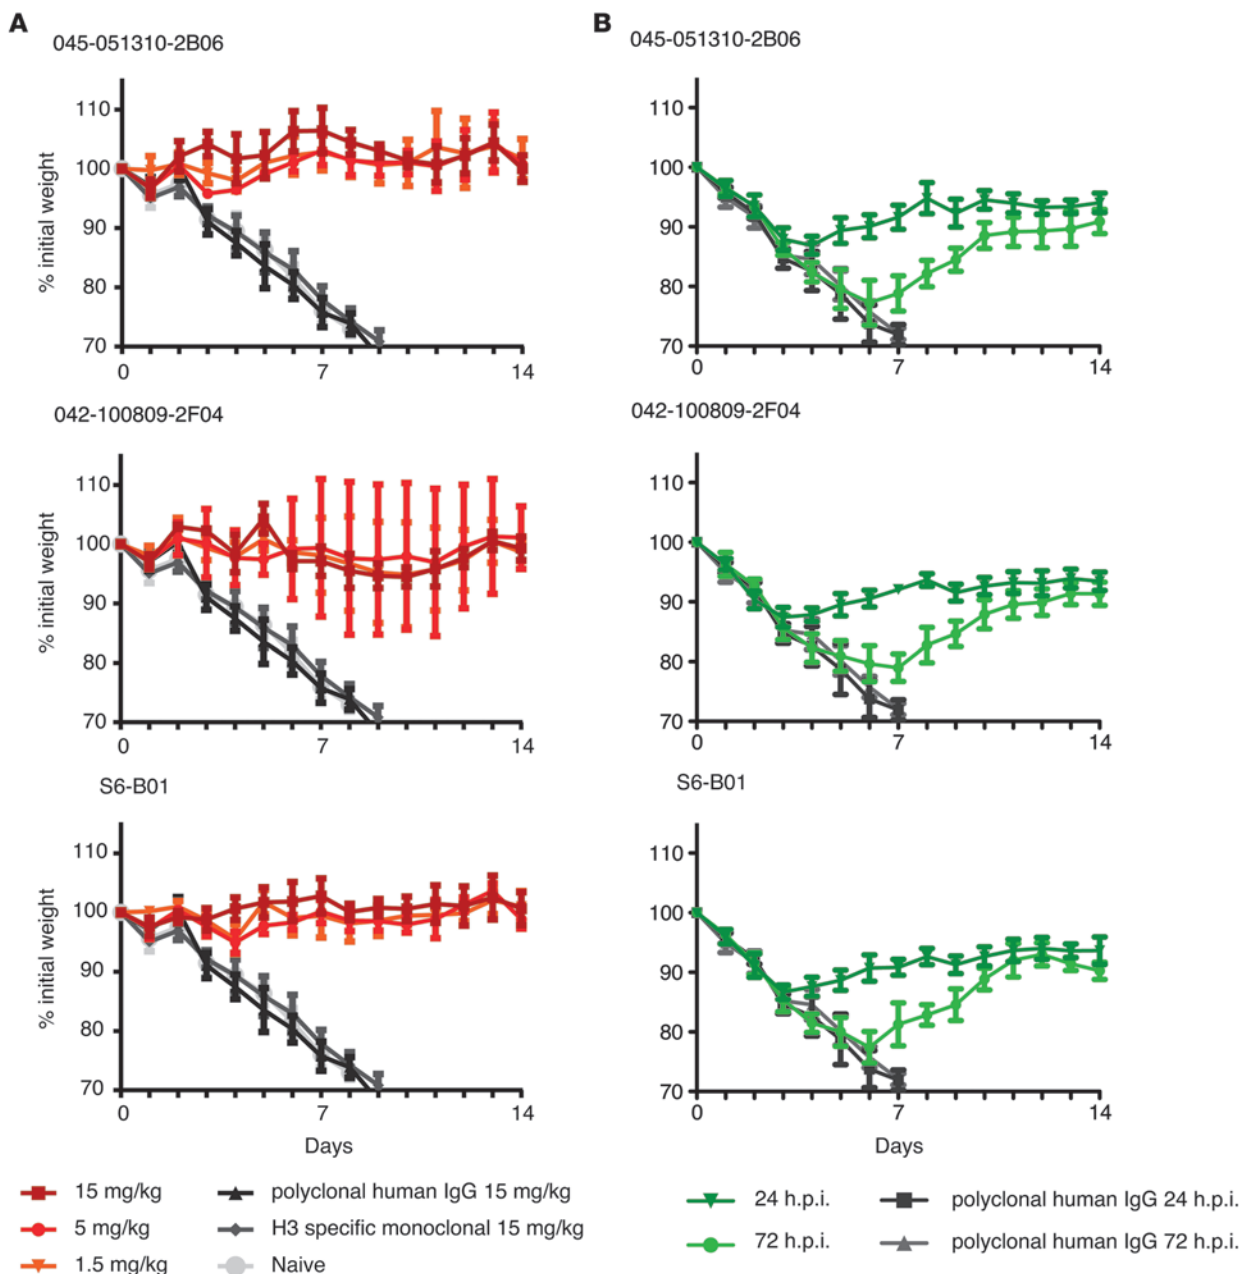 A
045-051310-2B06
% initial weight
110
100
90
80
70
0
7
14
042-100809-2F04
% initial weight
110
100
90
80
70
0
7
14
S6-B01
% initial weight
110
100
90
80
70
0
7
14
Days
15 mg/kg
5 mg/kg
1.5 mg/kg
polyclonal human IgG 15 mg/kg
H3 specific monoclonal 15 mg/kg
Naive
B
045-051310-2B06
110
100
90
80
70
0
7
14
042-100809-2F04
110
100
90
80
70
0
7
14
S6-B01
110
100
90
80
70
0
7
14
Days
24 h.p.i.
72 h.p.i.
polyclonal human IgG 24 h.p.i.
polyclonal human IgG 72 h.p.i.